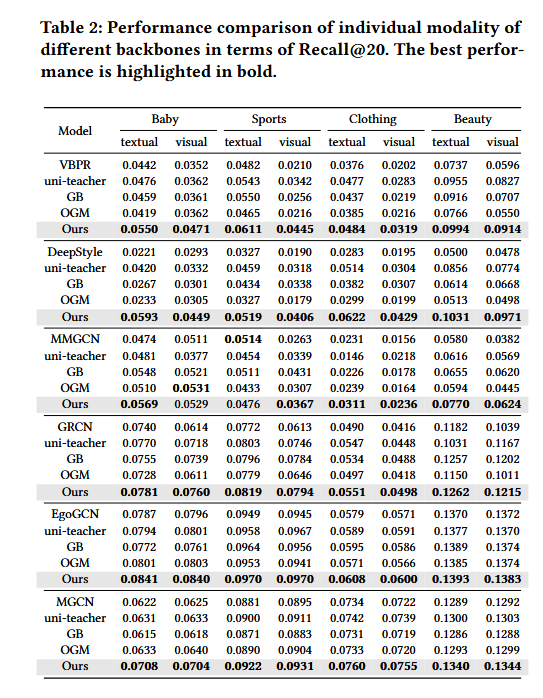 Table 2: Performance comparison of individual modality of
different backbones in terms of Recall@20. The best perfor-
mance is highlighted in bold.
Model Baby Sports Clothing Beauty
textual visual textual visual textual visual textual visual
VBPR 0.0442 0.0352 0.0482 0.0210 0.0376 0.0202 0.0737 0.0596
uni-teacher 0.0476 0.0362 0.0543 0.0342 0.0477 0.0283 0.0955 0.0827
GB 0.0459 0.0361 0.0550 0.0256 0.0437 0.0219 0.0916 0.0707
OGM 0.0419 0.0362 0.0465 0.0216 0.0385 0.0216 0.0766 0.0550
Ours 0.0550 0.0471 0.0611 0.0445 0.0484 0.0319 0.0994 0.0914
DeepStyle 0.0221 0.0293 0.0327 0.0190 0.0283 0.0195 0.0500 0.0478
uni-teacher 0.0420 0.0332 0.0459 0.0318 0.0514 0.0304 0.0856 0.0774
GB 0.0267 0.0301 0.0434 0.0338 0.0382 0.0307 0.0614 0.0668
OGM 0.0233 0.0305 0.0327 0.0179 0.0299 0.0199 0.0513 0.0498
Ours 0.0593 0.0449 0.0519 0.0406 0.0622 0.0429 0.1031 0.0971
MMGCN 0.0474 0.0511 0.0514 0.0263 0.0231 0.0156 0.0580 0.0382
uni-teacher 0.0481 0.0377 0.0454 0.0339 0.0146 0.0218 0.0616 0.0569
GB 0.0548 0.0521 0.0511 0.0431 0.0226 0.0178 0.0655 0.0620
OGM 0.0510 0.0531 0.0433 0.0307 0.0239 0.0164 0.0594 0.0445
Ours 0.0569 0.0529 0.0476 0.0367 0.0311 0.0236 0.0770 0.0624
GRCN 0.0740 0.0614 0.0772 0.0613 0.0490 0.0416 0.1182 0.1039
uni-teacher 0.0770 0.0718 0.0803 0.0746 0.0547 0.0448 0.1031 0.1167
GB 0.0755 0.0739 0.0796 0.0784 0.0534 0.0488 0.1257 0.1202
OGM 0.0728 0.0611 0.0779 0.0646 0.0497 0.0418 0.1150 0.1011
Ours 0.0781 0.0760 0.0819 0.0794 0.0551 0.0498 0.1262 0.1215
EgoGCN 0.0787 0.0796 0.0949 0.0945 0.0579 0.0571 0.1370 0.1372
uni-teacher 0.0794 0.0801 0.0958 0.0967 0.0589 0.0591 0.1377 0.1370
GB 0.0772 0.0761 0.0964 0.0956 0.0595 0.0586 0.1389 0.1374
OGM 0.0801 0.0803 0.0953 0.0941 0.0571 0.0566 0.1385 0.1374
Ours 0.0841 0.0840 0.0970 0.0970 0.0608 0.0600 0.1393 0.1383
MGCN 0.0622 0.0625 0.0881 0.0895 0.0734 0.0722 0.1289 0.1292
uni-teacher 0.0631 0.0633 0.0900 0.0911 0.0742 0.0739 0.1300 0.1303
GB 0.0615 0.0618 0.0871 0.0883 0.0731 0.0719 0.1286 0.1288
OGM 0.0633 0.0640 0.0890 0.0904 0.0733 0.0720 0.1293 0.1299
Ours 0.0708 0.0704 0.0922 0.0931 0.0760 0.0755 0.1340 0.1344